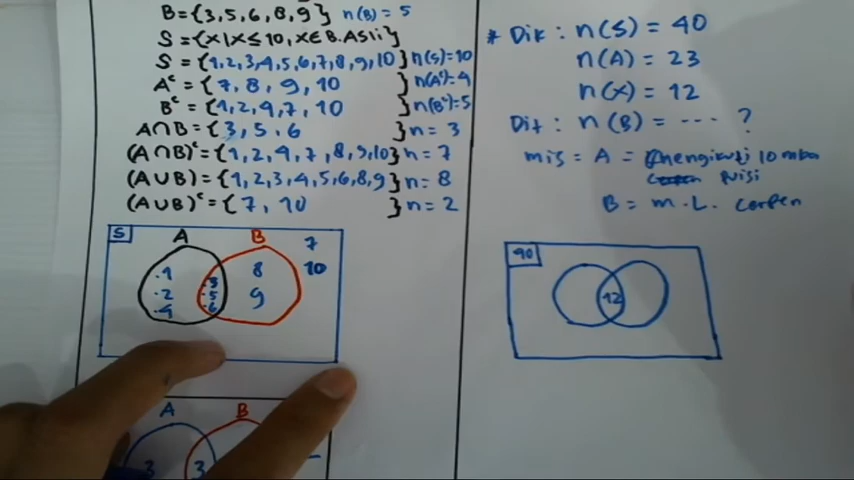 B = {3,5,6,8,9} n(B) = 5
S = {x|x ≤ 10, x ∈ B.Asli}
S = {1,2,3,4,5,6,7,8,9,10} n(S)=10
Aᶜ = {7, 8, 9, 10 } n(Aᶜ)=4
Bᶜ = {1,2,4,7, 10 } n(Bᶜ)=5
A∩B = {3, 5, 6 } n = 3
(A∩B)ᶜ = {1,2,4,7,8,9,10} n = 7
(A∪B) = {1,2,3,4,5,6,8,9} n = 8
(A∪B)ᶜ = {7, 10 } n = 2
S
A
B
7
10
.1
.2
.4
.3
.5
.6
8
9
A
B
3
3
* Dik : n(S) = 40
n(A) = 23
n(x) = 12
Dit : n(B) = .... ?
mis = A = mengikuti lomba
puisi
B = m.L. cerpen
40
12